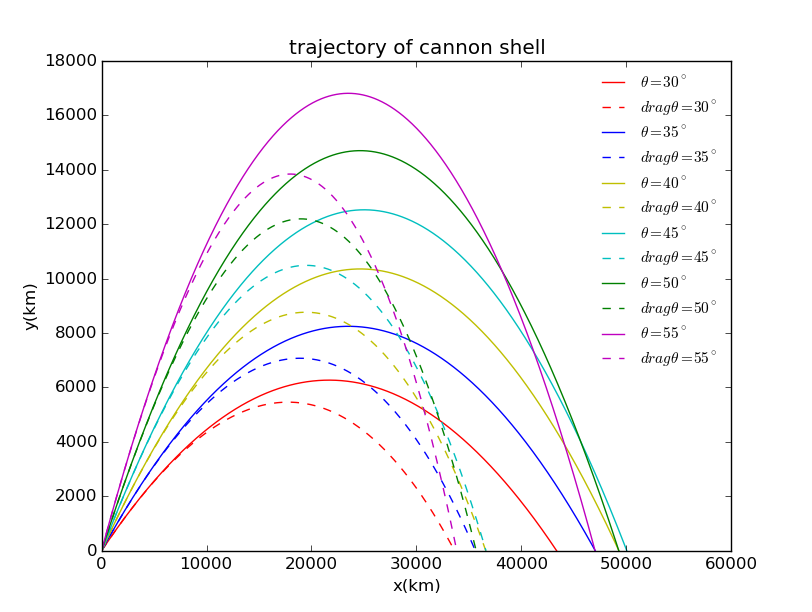 trajectory of cannon shell
18000
16000
14000
12000
10000
8000
6000
4000
2000
0
y(km)
0 10000 20000 30000 40000 50000 60000
x(km)
θ=30°
dragθ=30°
θ=35°
dragθ=35°
θ=40°
dragθ=40°
θ=45°
dragθ=45°
θ=50°
dragθ=50°
θ=55°
dragθ=55°